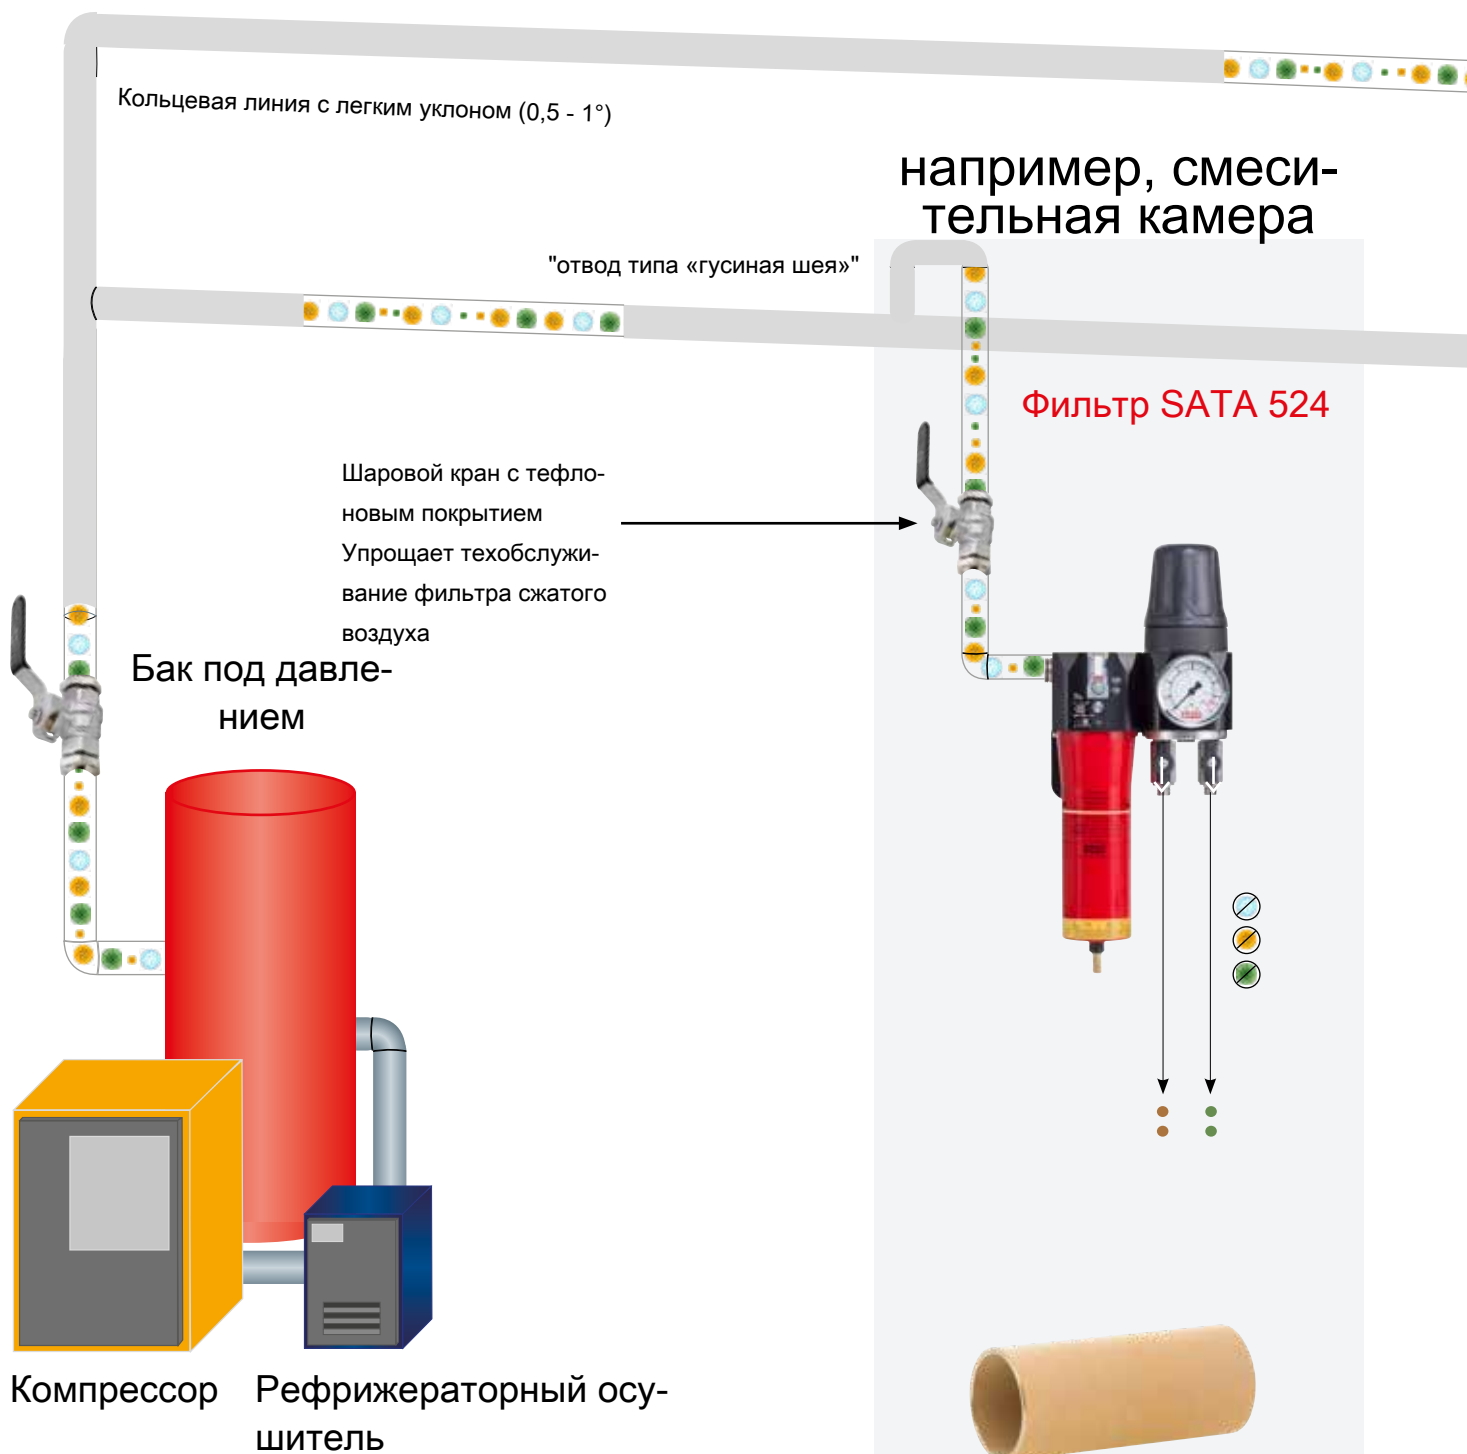 Кольцевая линия с легким уклоном (0,5 - 1°)
например, смеси-
тельная камера
"отвод типа «гусиная шея»"
Фильтр SATA 524
Шаровой кран с тефло-
новым покрытием
Упрощает техобслужи-
вание фильтра сжатого
воздуха
Бак под давле-
нием
Компрессор
Рефрижераторный осу-
шитель